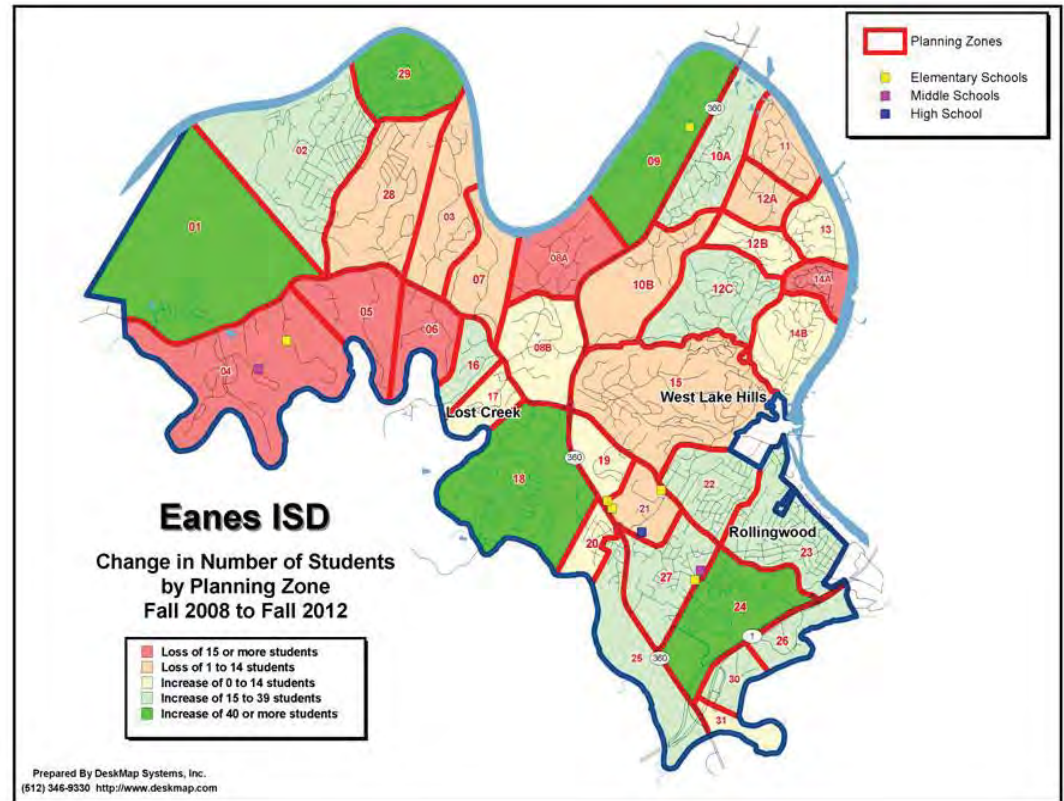 Planning Zones
Elementary Schools
Middle Schools
High School
29
360
02
09
10A
11
12A
28
01
03
13
12B
08A
07
10B
12C
14A
05
06
14B
08B
16
04
15
17
West Lake Hills
Lost Creek
360
19
18
22
21
Rollingwood
20
23
27
24
1
26
25
360
30
31
Eanes ISD
Change in Number of Students
by Planning Zone
Fall 2008 to Fall 2012
Loss of 15 or more students
Loss of 1 to 14 students
Increase of 0 to 14 students
Increase of 15 to 39 students
Increase of 40 or more students
Prepared By DeskMap Systems, Inc.
(512) 346-9330 http://www.deskmap.com